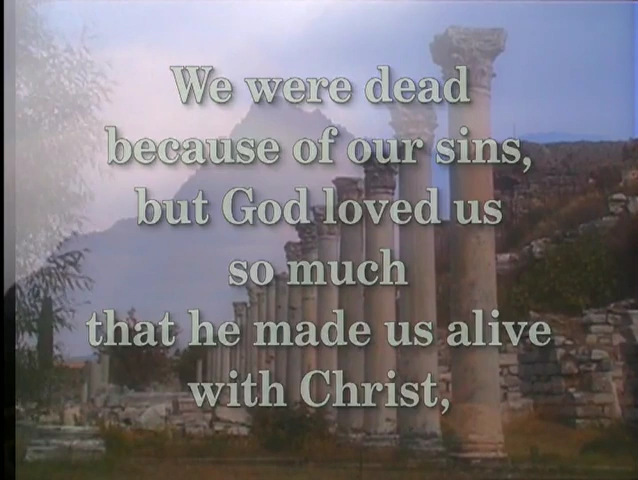 We were dead
because of our sins,
but God loved us
so much
that he made us alive
with Christ,